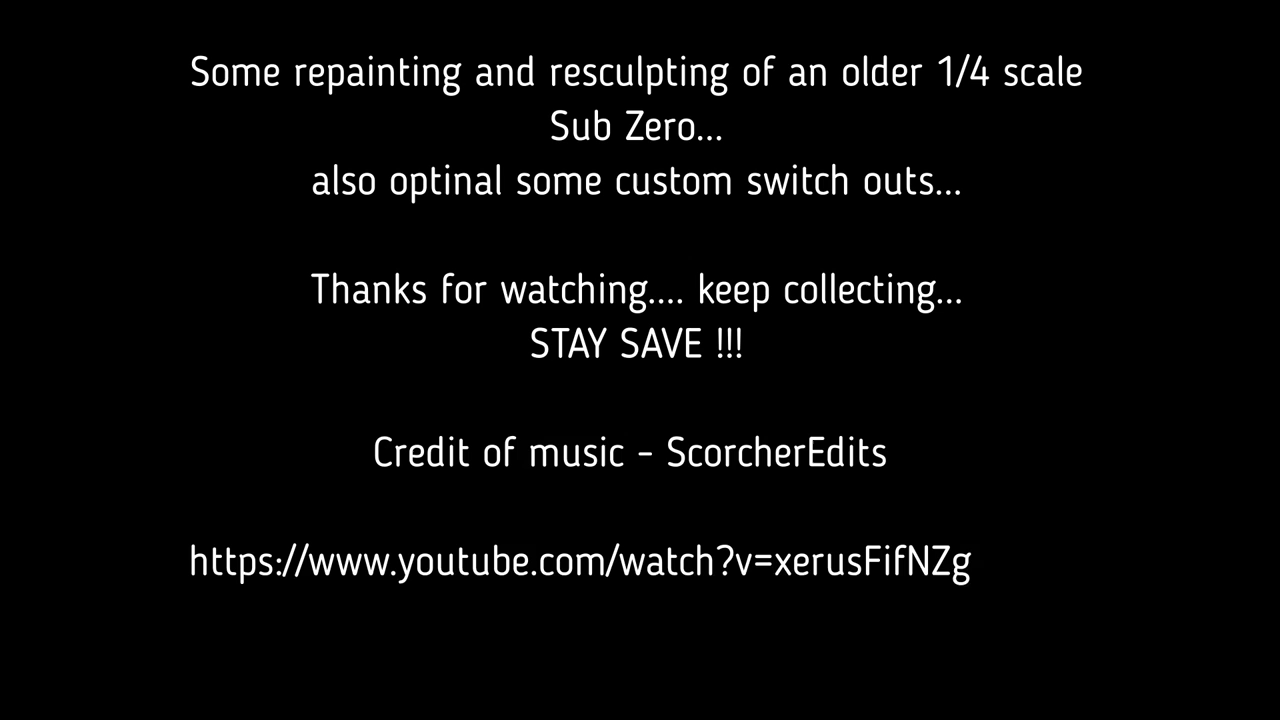 Some repainting and resculpting of an older 1/4 scale
Sub Zero...
also optinal some custom switch outs...
Thanks for watching.... keep collecting...
STAY SAVE !!!
Credit of music - ScorcherEdits
https://www.youtube.com/watch?v=xerusFifNZg